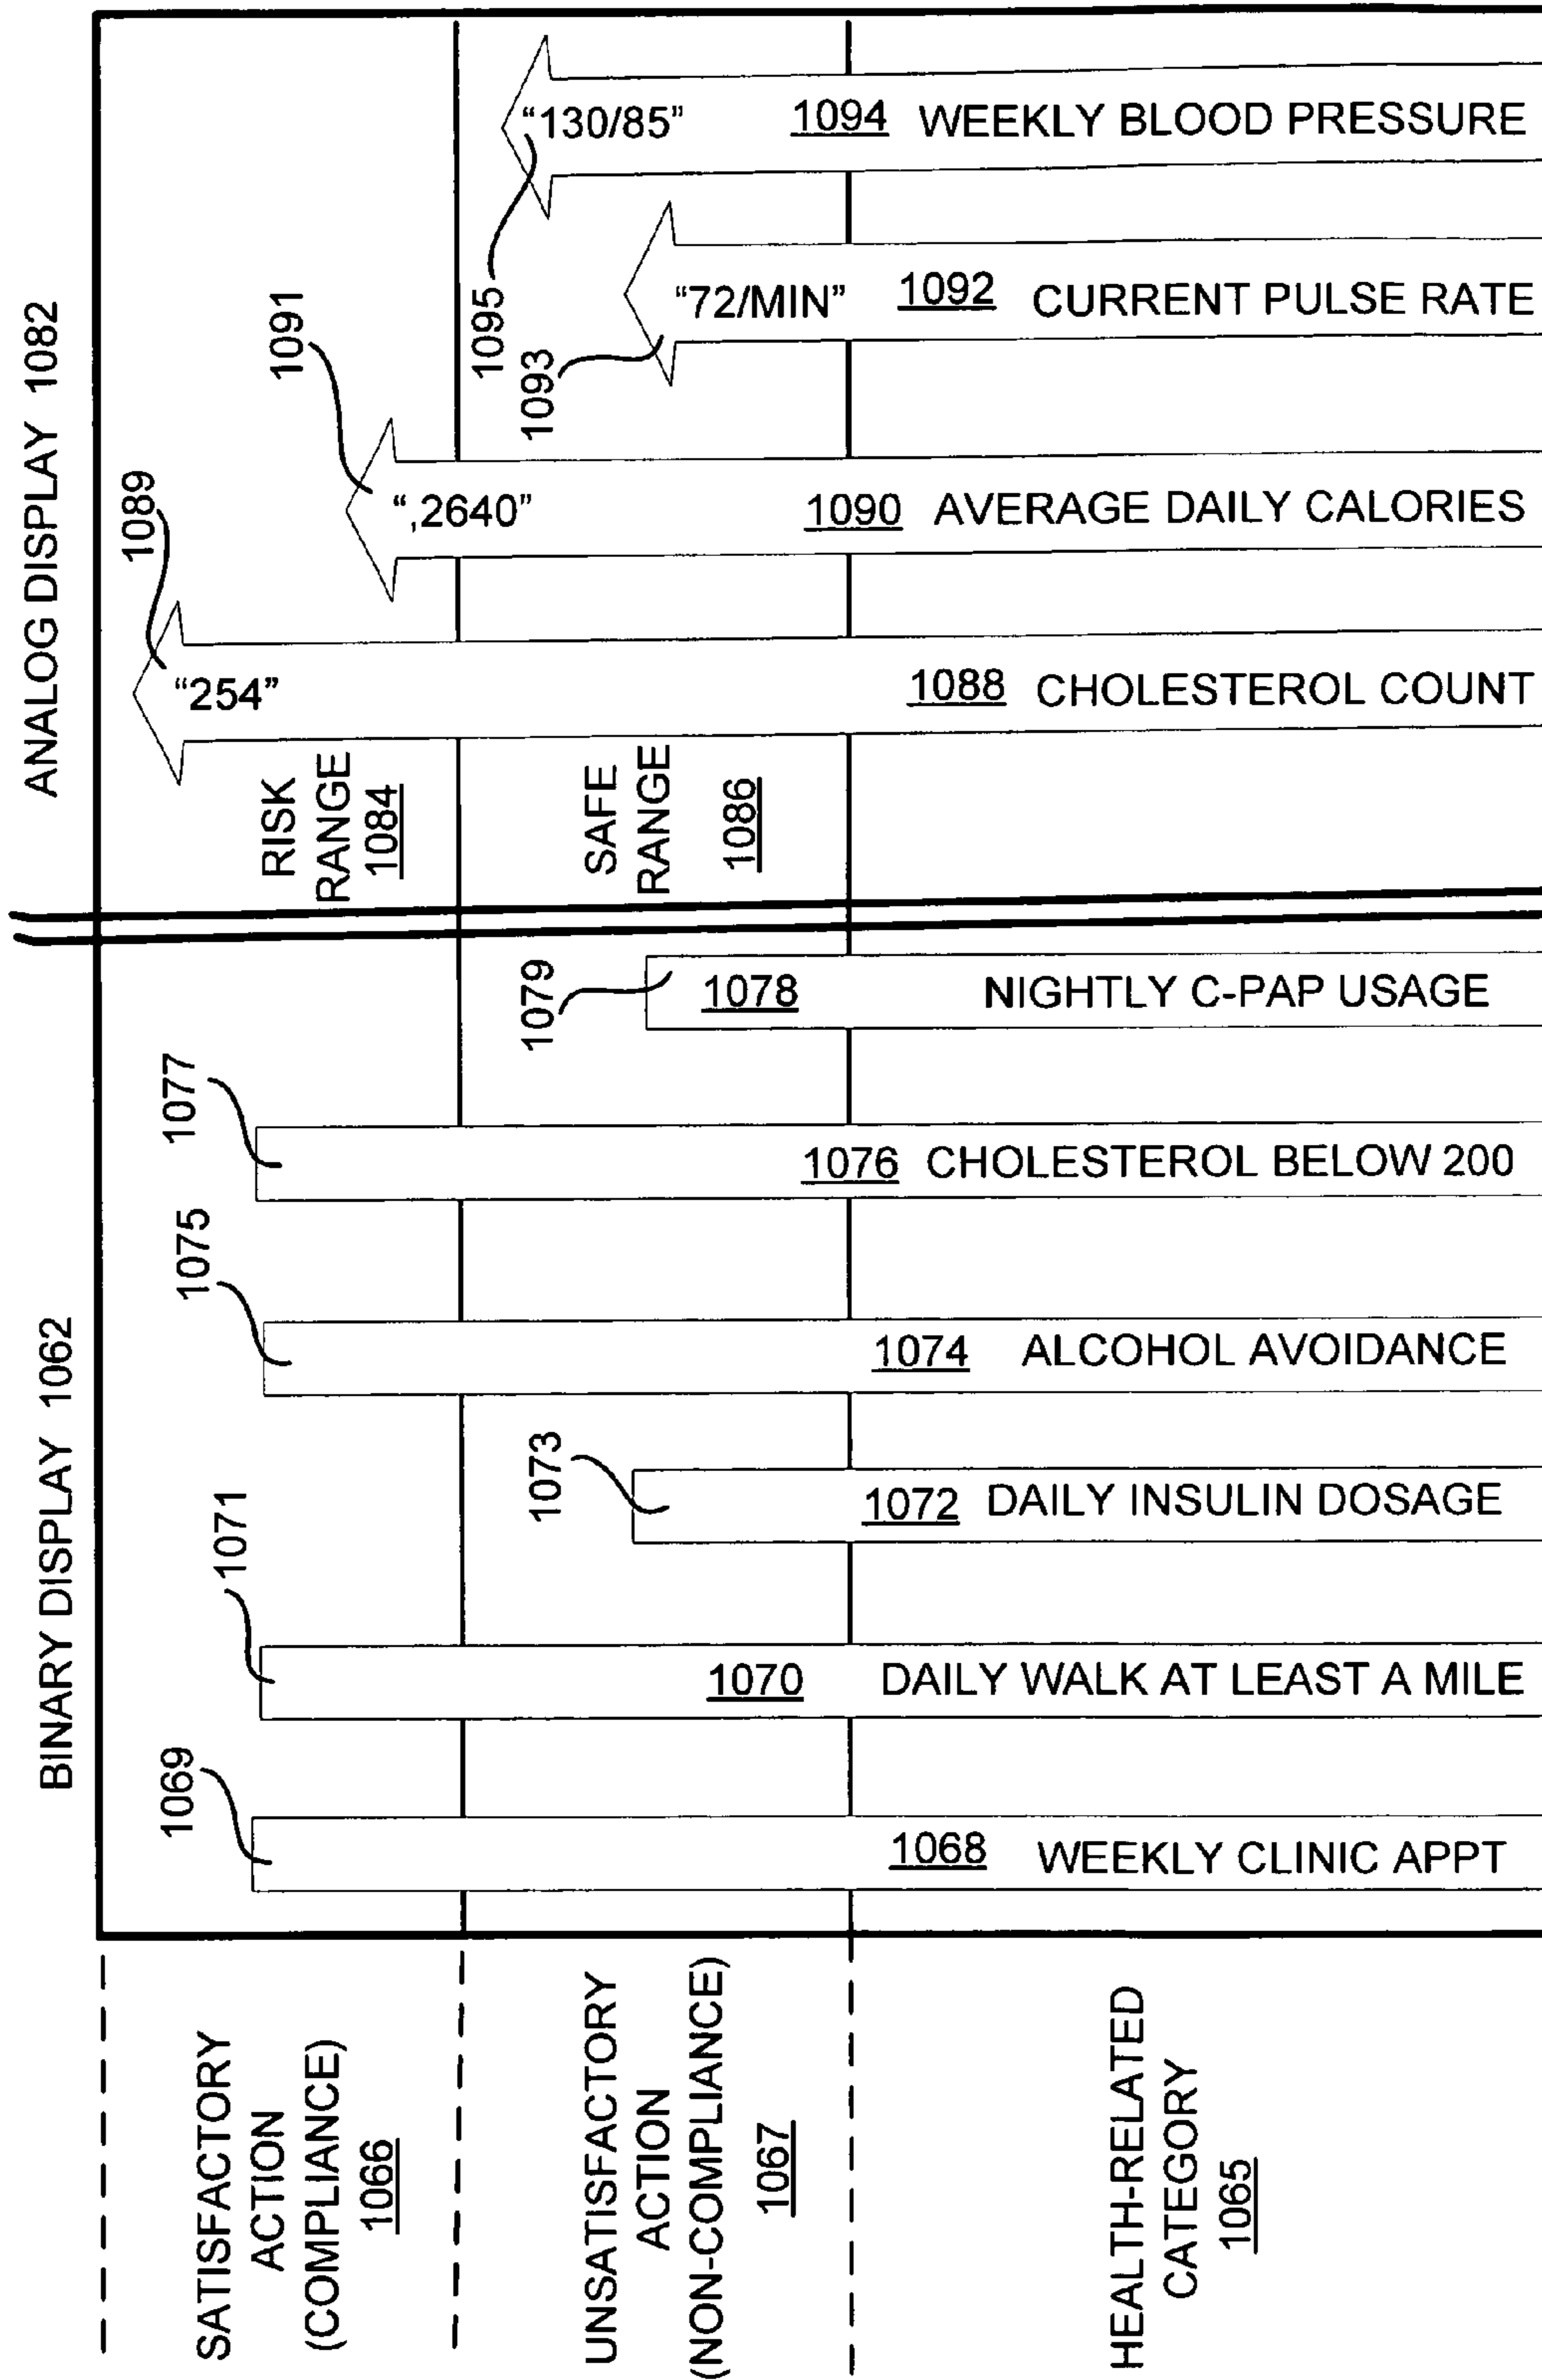 BINARY DISPLAY 1062
ANALOG DISPLAY 1082
SATISFACTORY
ACTION
(COMPLIANCE)
1066
UNSATISFACTORY
ACTION
(NON-COMPLIANCE)
1067
HEALTH-RELATED
CATEGORY
1065
1069
1068 WEEKLY CLINIC APPT
1071
1070 DAILY WALK AT LEAST A MILE
1073
1072 DAILY INSULIN DOSAGE
1075
1074 ALCOHOL AVOIDANCE
1077
1076 CHOLESTEROL BELOW 200
1079
1078 NIGHTLY C-PAP USAGE
RISK
RANGE
1084
SAFE
RANGE
1086
1089
"254" 1088 CHOLESTEROL COUNT
1091
",2640" 1090 AVERAGE DAILY CALORIES
1093
"72/MIN" 1092 CURRENT PULSE RATE
1095
"130/85" 1094 WEEKLY BLOOD PRESSURE